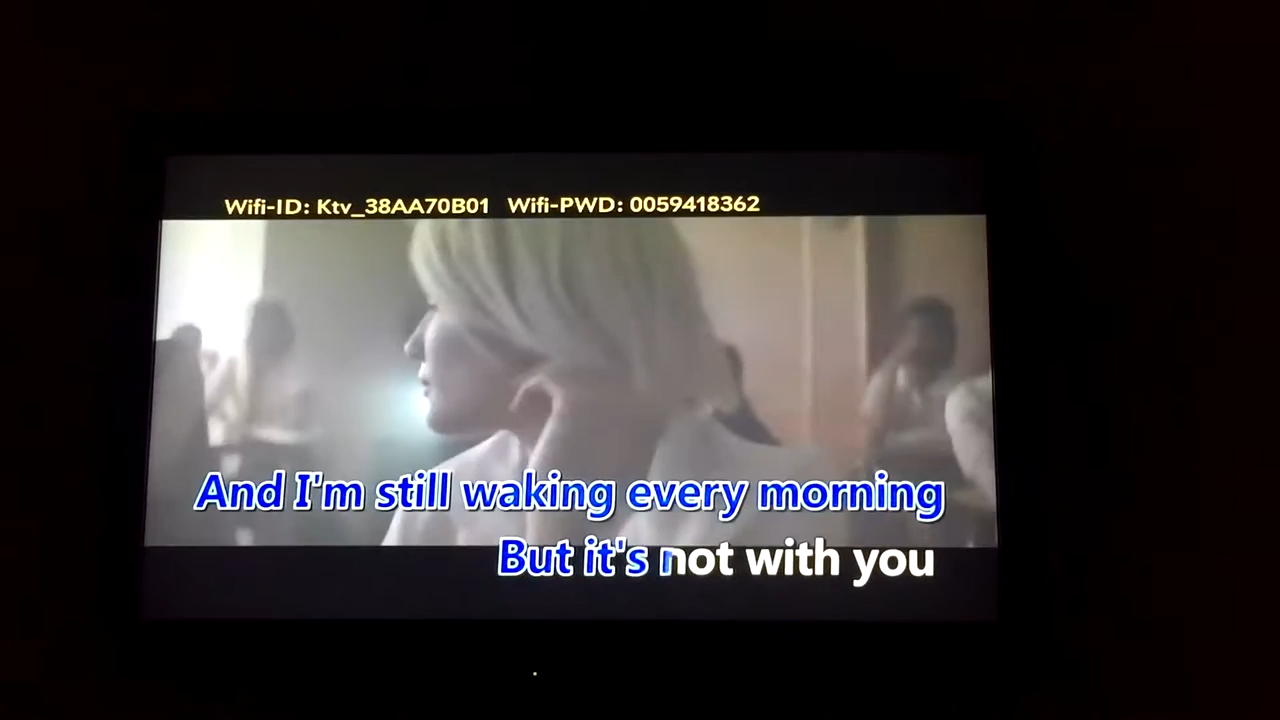 Wifi-ID: Ktv_38AA70B01 Wifi-PWD: 0059418362
And I'm still waking every morning
But it's not with you